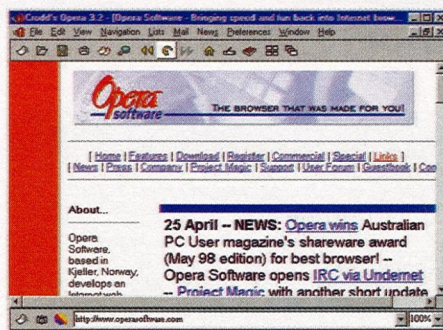 Crodd's Opera 3.2 - [Opera Software - Bringing speed and fun back into Internet brow...
File Edit View Navigation Lists Mail News Preferences Window Help
Opera
software
THE BROWSER THAT WAS MADE FOR YOU!
[ Home | Features | Download | Register | Commercial | Special | Links ]
[ News | Press | Company | Project Magic | Support | User Forum | Guestbook | Con
About...
Opera
Software,
based in
Kjeller, Norway,
develops an
Internet web
25 April -- NEWS: Opera wins Australian
PC User magazine's shareware award
(May 98 edition) for best browser! --
Opera Software opens IRC via Undernet
-- Project Magic with another short update
http://www.operasoftware.com
100%